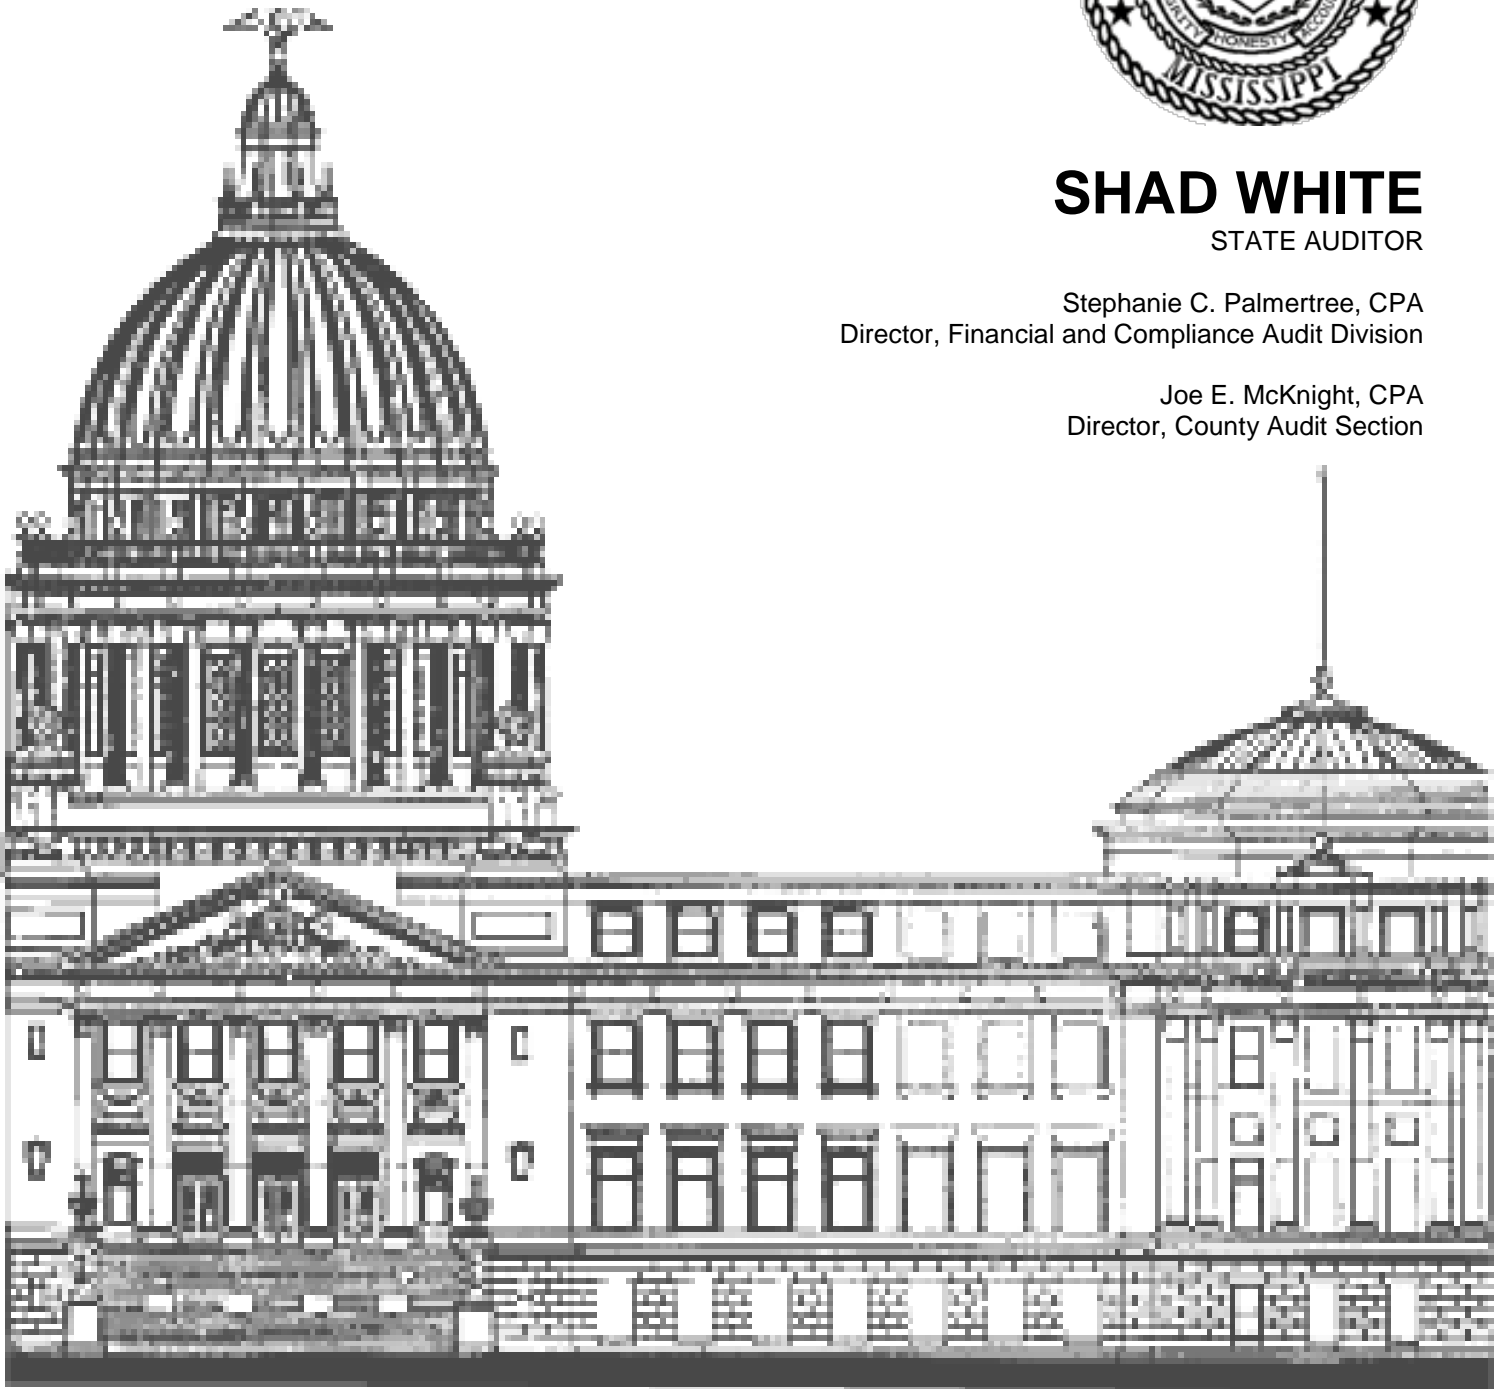 HONESTY
MISSISSIPPI
SHAD WHITE
STATE AUDITOR
Stephanie C. Palmertree, CPA
Director, Financial and Compliance Audit Division
Joe E. McKnight, CPA
Director, County Audit Section